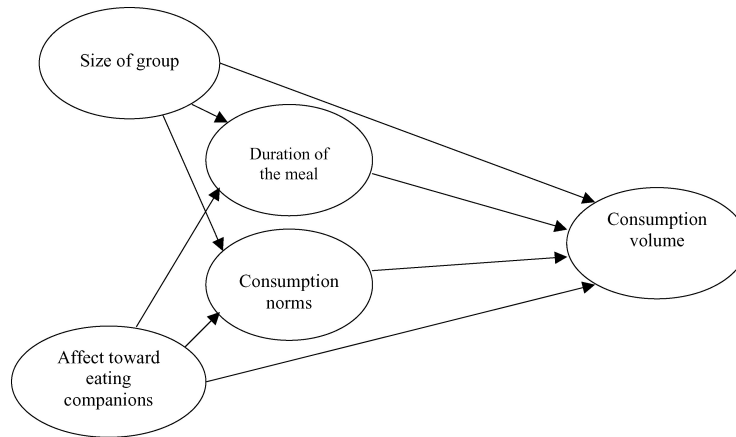 Size of group
Duration of
the meal
Consumption
volume
Consumption
norms
Affect toward
eating
companions